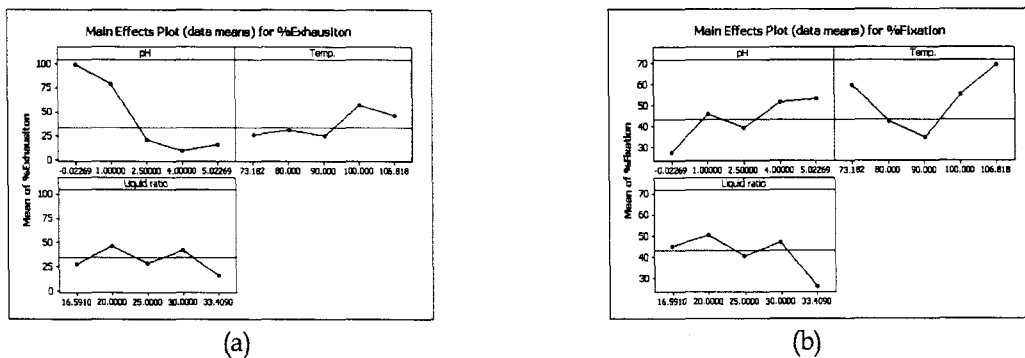 Main Effects Plot (data means) for %Exhausiton
pH
Temp.
Mean of %Exhausiton
100
75
50
25
0
-0.02269 1.00000 2.50000 4.00000 5.02269
73.182 80.000 90.000 100.000 106.818
Liquid ratio
100
75
50
25
0
16.5910 20.0000 25.0000 30.0000 33.4090
(a)
Main Effects Plot (data means) for %Fixation
pH
Temp.
Mean of %Fixation
70
60
50
40
30
-0.02269 1.00000 2.50000 4.00000 5.02269
73.182 80.000 90.000 100.000 106.818
Liquid ratio
70
60
50
40
30
16.5910 20.0000 25.0000 30.0000 33.4090
(b)